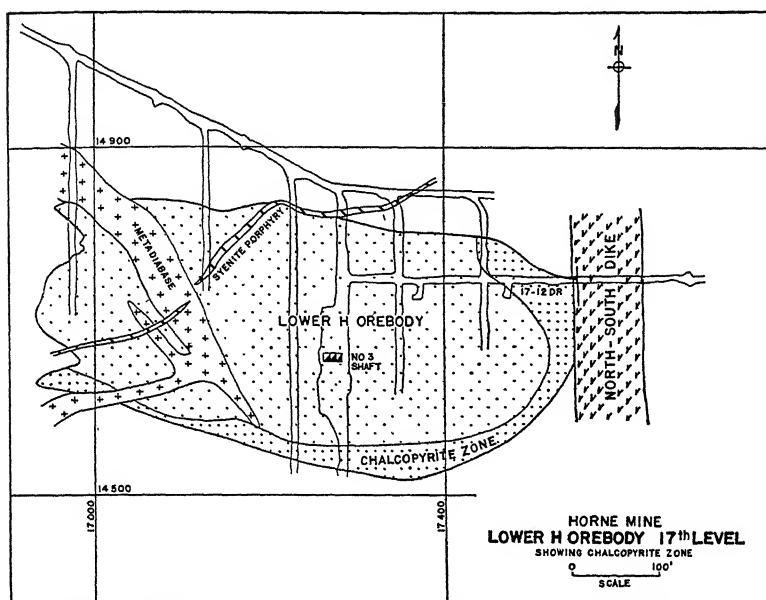 N
14 900
METADIABASE
SYENITE PORPHYRY
NORTH-SOUTH DIKE
17-12 DR
LOWER H OREBODY
NO 3
SHAFT
CHALCOPYRITE ZONE
14 500
17 000
17 400
HORNE MINE
LOWER H OREBODY 17th LEVEL
SHOWING CHALCOPYRITE ZONE
0 100'
SCALE